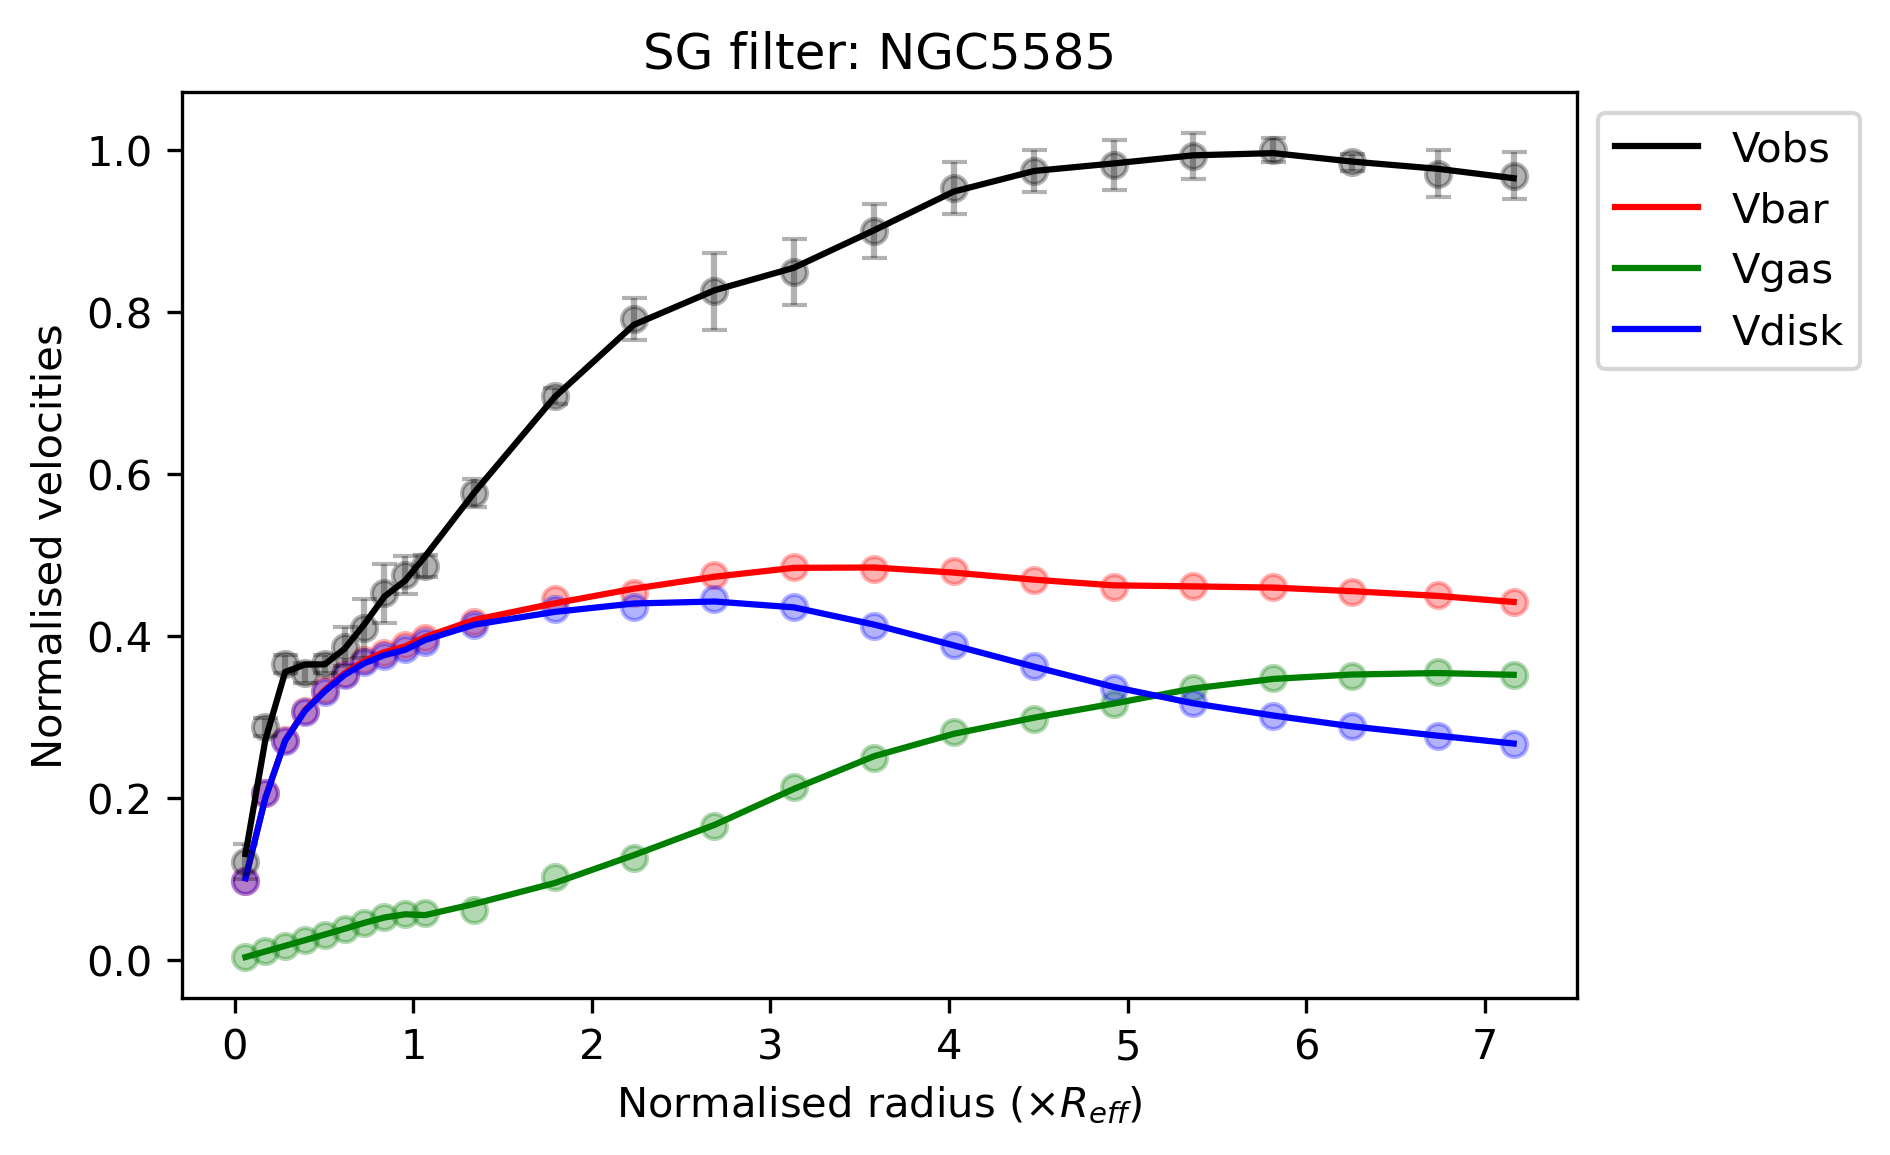 SG filter: NGC5585
Normalised velocities
1.0
0.8
0.6
0.4
0.2
0.0
0 1 2 3 4 5 6 7
Normalised radius (×R_eff)
Vobs
Vbar
Vgas
Vdisk